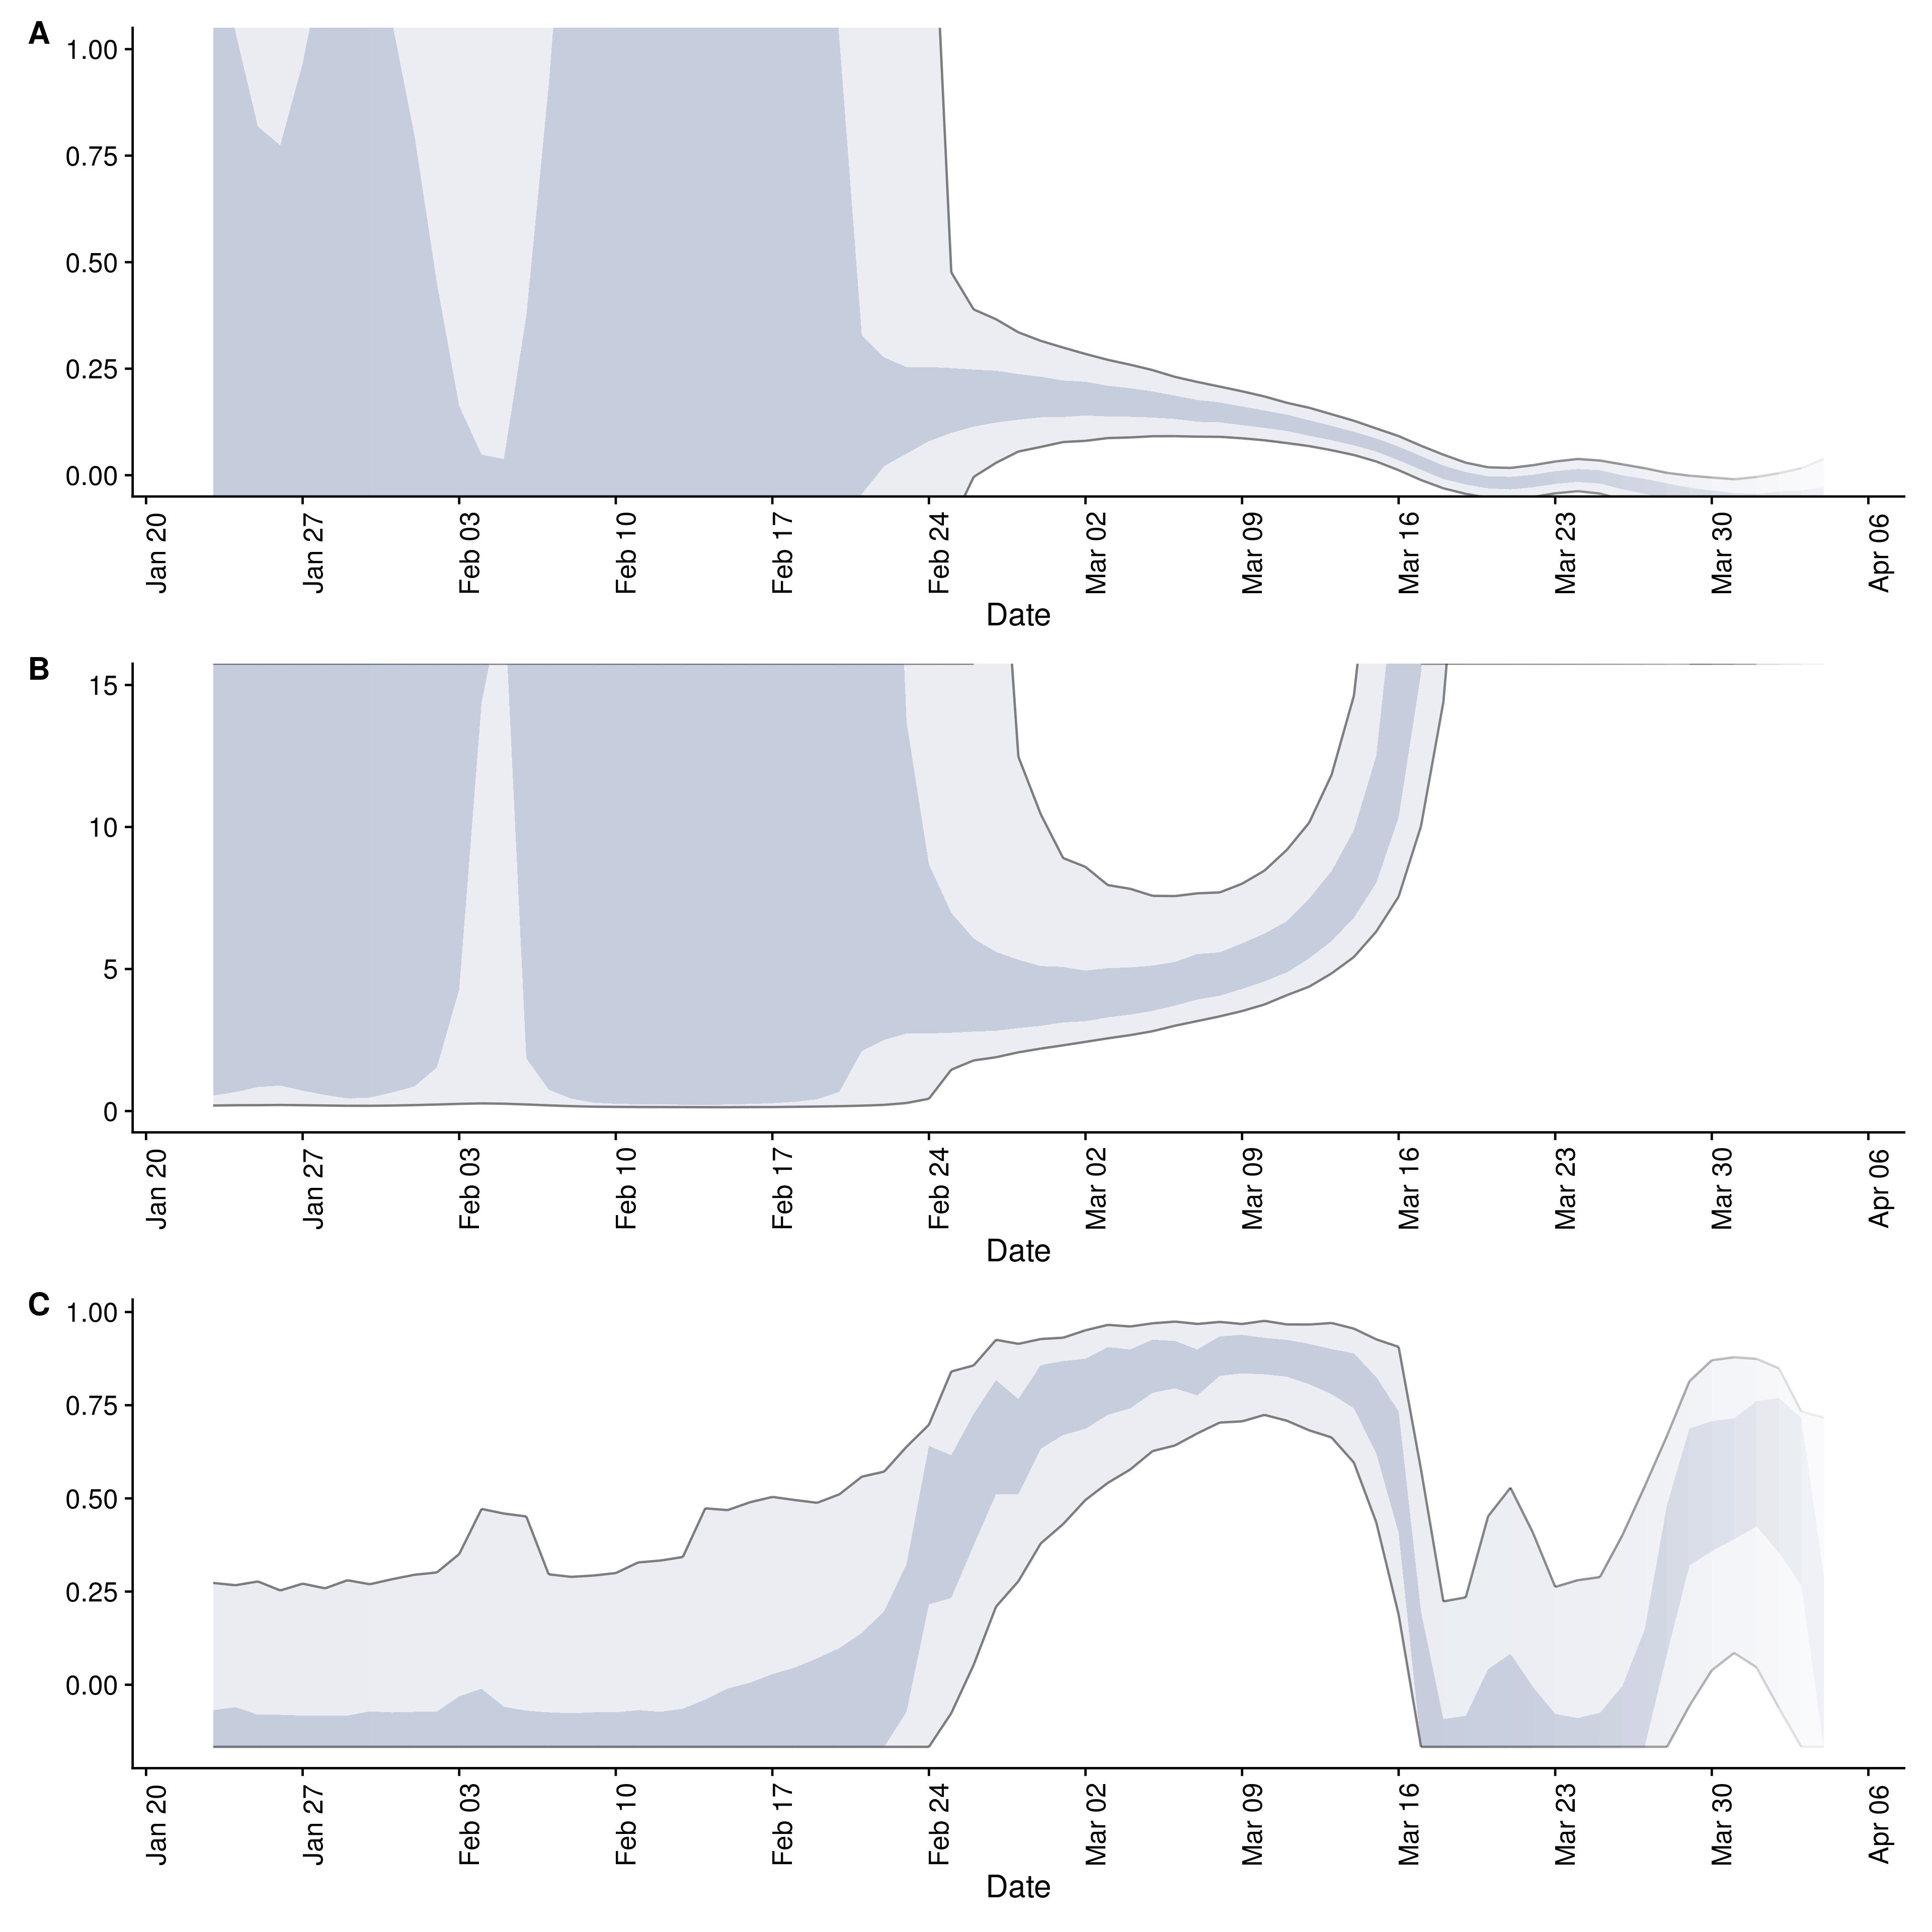 A
1.00
0.75
0.50
0.25
0.00
Jan 20
Jan 27
Feb 03
Feb 10
Feb 17
Feb 24
Mar 02
Mar 09
Mar 16
Mar 23
Mar 30
Apr 06
Date
B
15
10
5
0
Jan 20
Jan 27
Feb 03
Feb 10
Feb 17
Feb 24
Mar 02
Mar 09
Mar 16
Mar 23
Mar 30
Apr 06
Date
C
1.00
0.75
0.50
0.25
0.00
Jan 20
Jan 27
Feb 03
Feb 10
Feb 17
Feb 24
Mar 02
Mar 09
Mar 16
Mar 23
Mar 30
Apr 06
Date